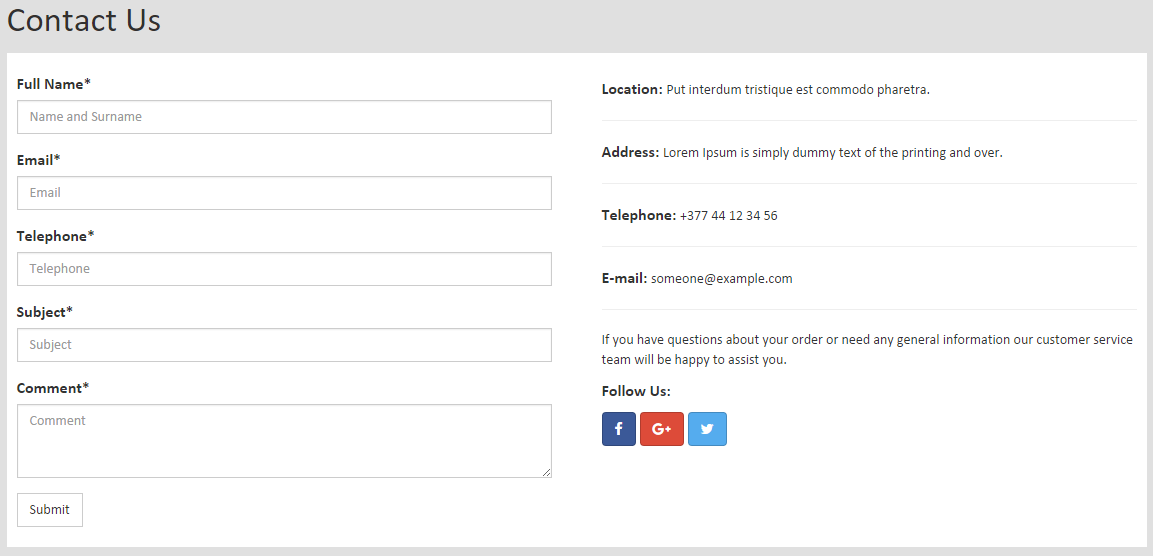 Contact Us
Full Name*
Name and Surname
Email*
Email
Telephone*
Telephone
Subject*
Subject
Comment*
Comment
Submit
Location: Put interdum tristique est commodo pharetra.
Address: Lorem Ipsum is simply dummy text of the printing and over.
Telephone: +377 44 12 34 56
E-mail: someone@example.com
If you have questions about your order or need any general information our customer service
team will be happy to assist you.
Follow Us:
f G+